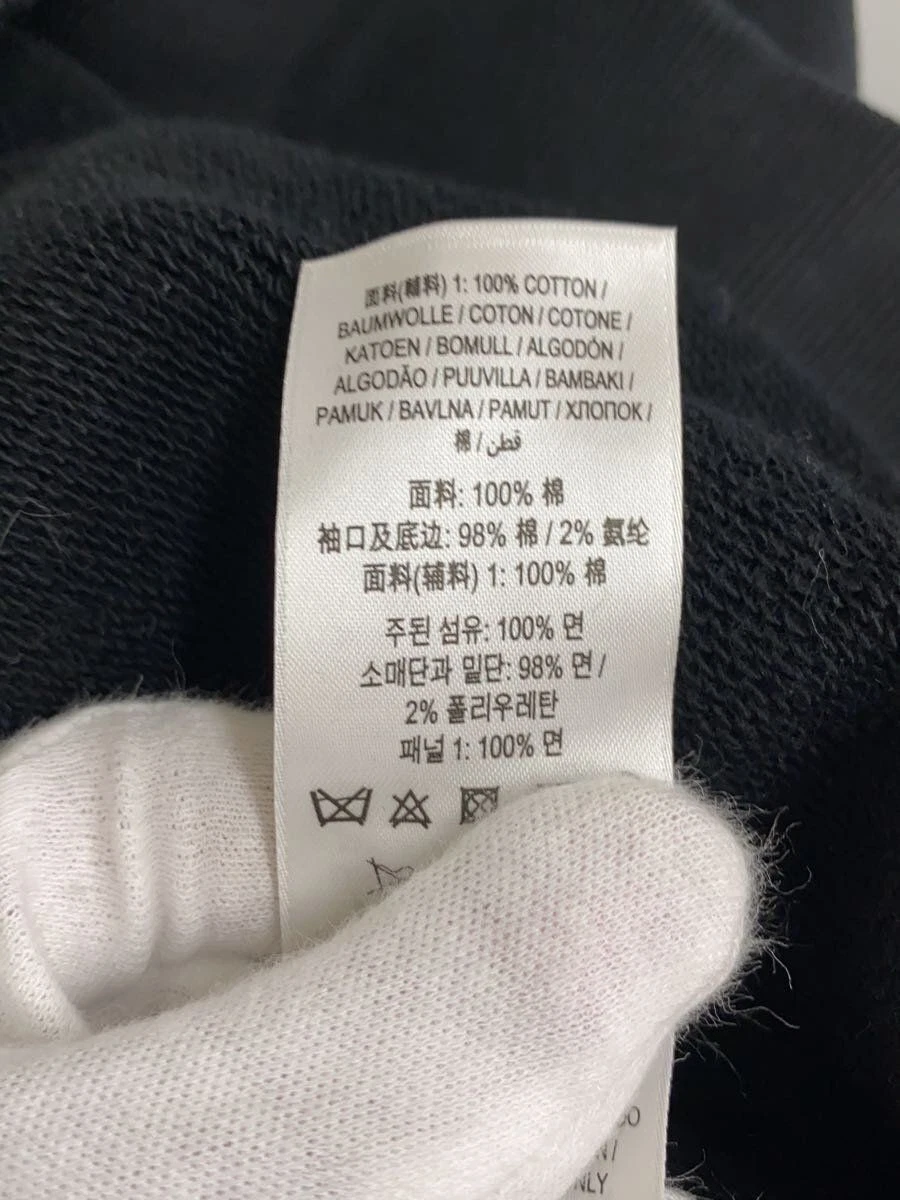 面料(輔料) 1: 100% COTTON /
BAUMWOLLE / COTON / COTONE /
KATOEN / BOMULL / ALGODÓN /
ALGODÃO / PUUVILLA / BAMBAKI /
PAMUK / BAVLNA / PAMUT / ХЛОПОК /
棉 / قطن
面料: 100% 棉
袖口及底边: 98% 棉 / 2% 氨纶
面料(辅料) 1: 100% 棉
주된 섬유: 100% 면
소매단과 밑단: 98% 면 /
2% 폴리우레탄
패널 1: 100% 면